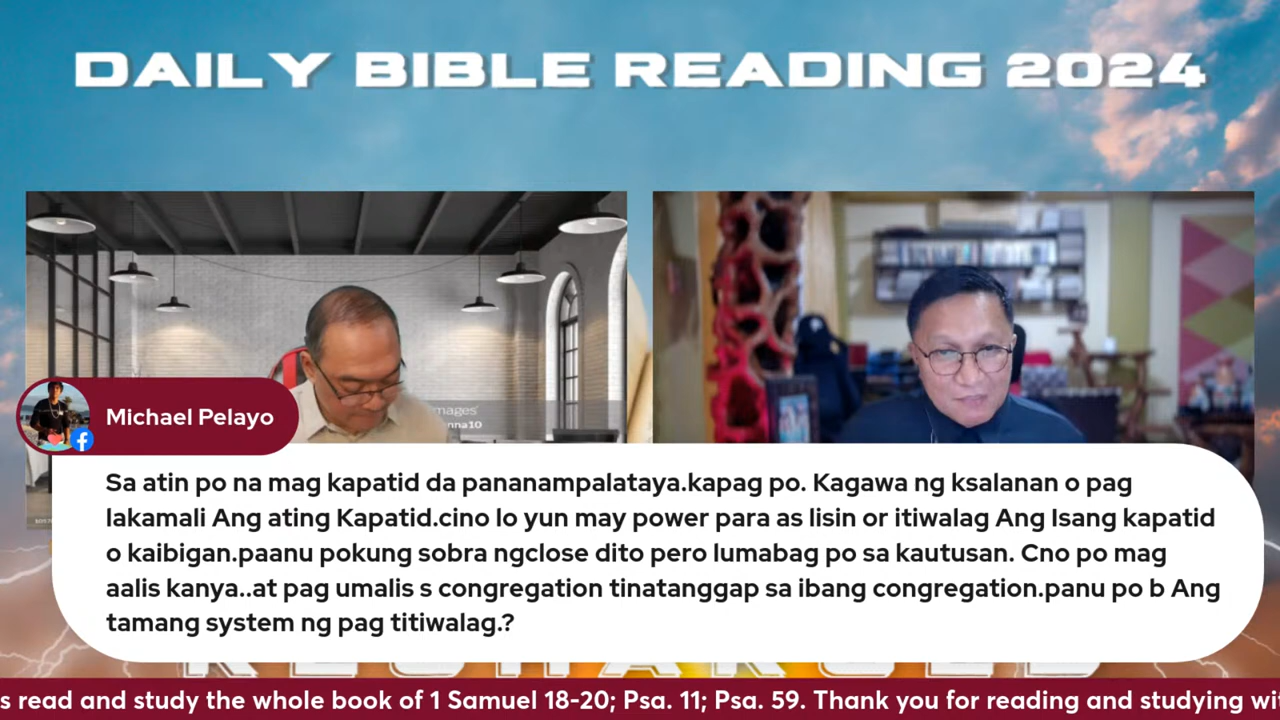 DAILY BIBLE READING 2024
Michael Pelayo
Sa atin po na mag kapatid da pananampalataya.kapag po. Kagawa ng ksalanan o pag
lakamali Ang ating Kapatid.cino lo yun may power para as lisin or itiwalag Ang Isang kapatid
o kaibigan.paanu pokung sobra ngclose dito pero lumabag po sa kautusan. Cno po mag
aalis kanya..at pag umalis s congregation tinatanggap sa ibang congregation.panu po b Ang
tamang system ng pag titiwalag.?
s read and study the whole book of 1 Samuel 18-20; Psa. 11; Psa. 59. Thank you for reading and studying wi